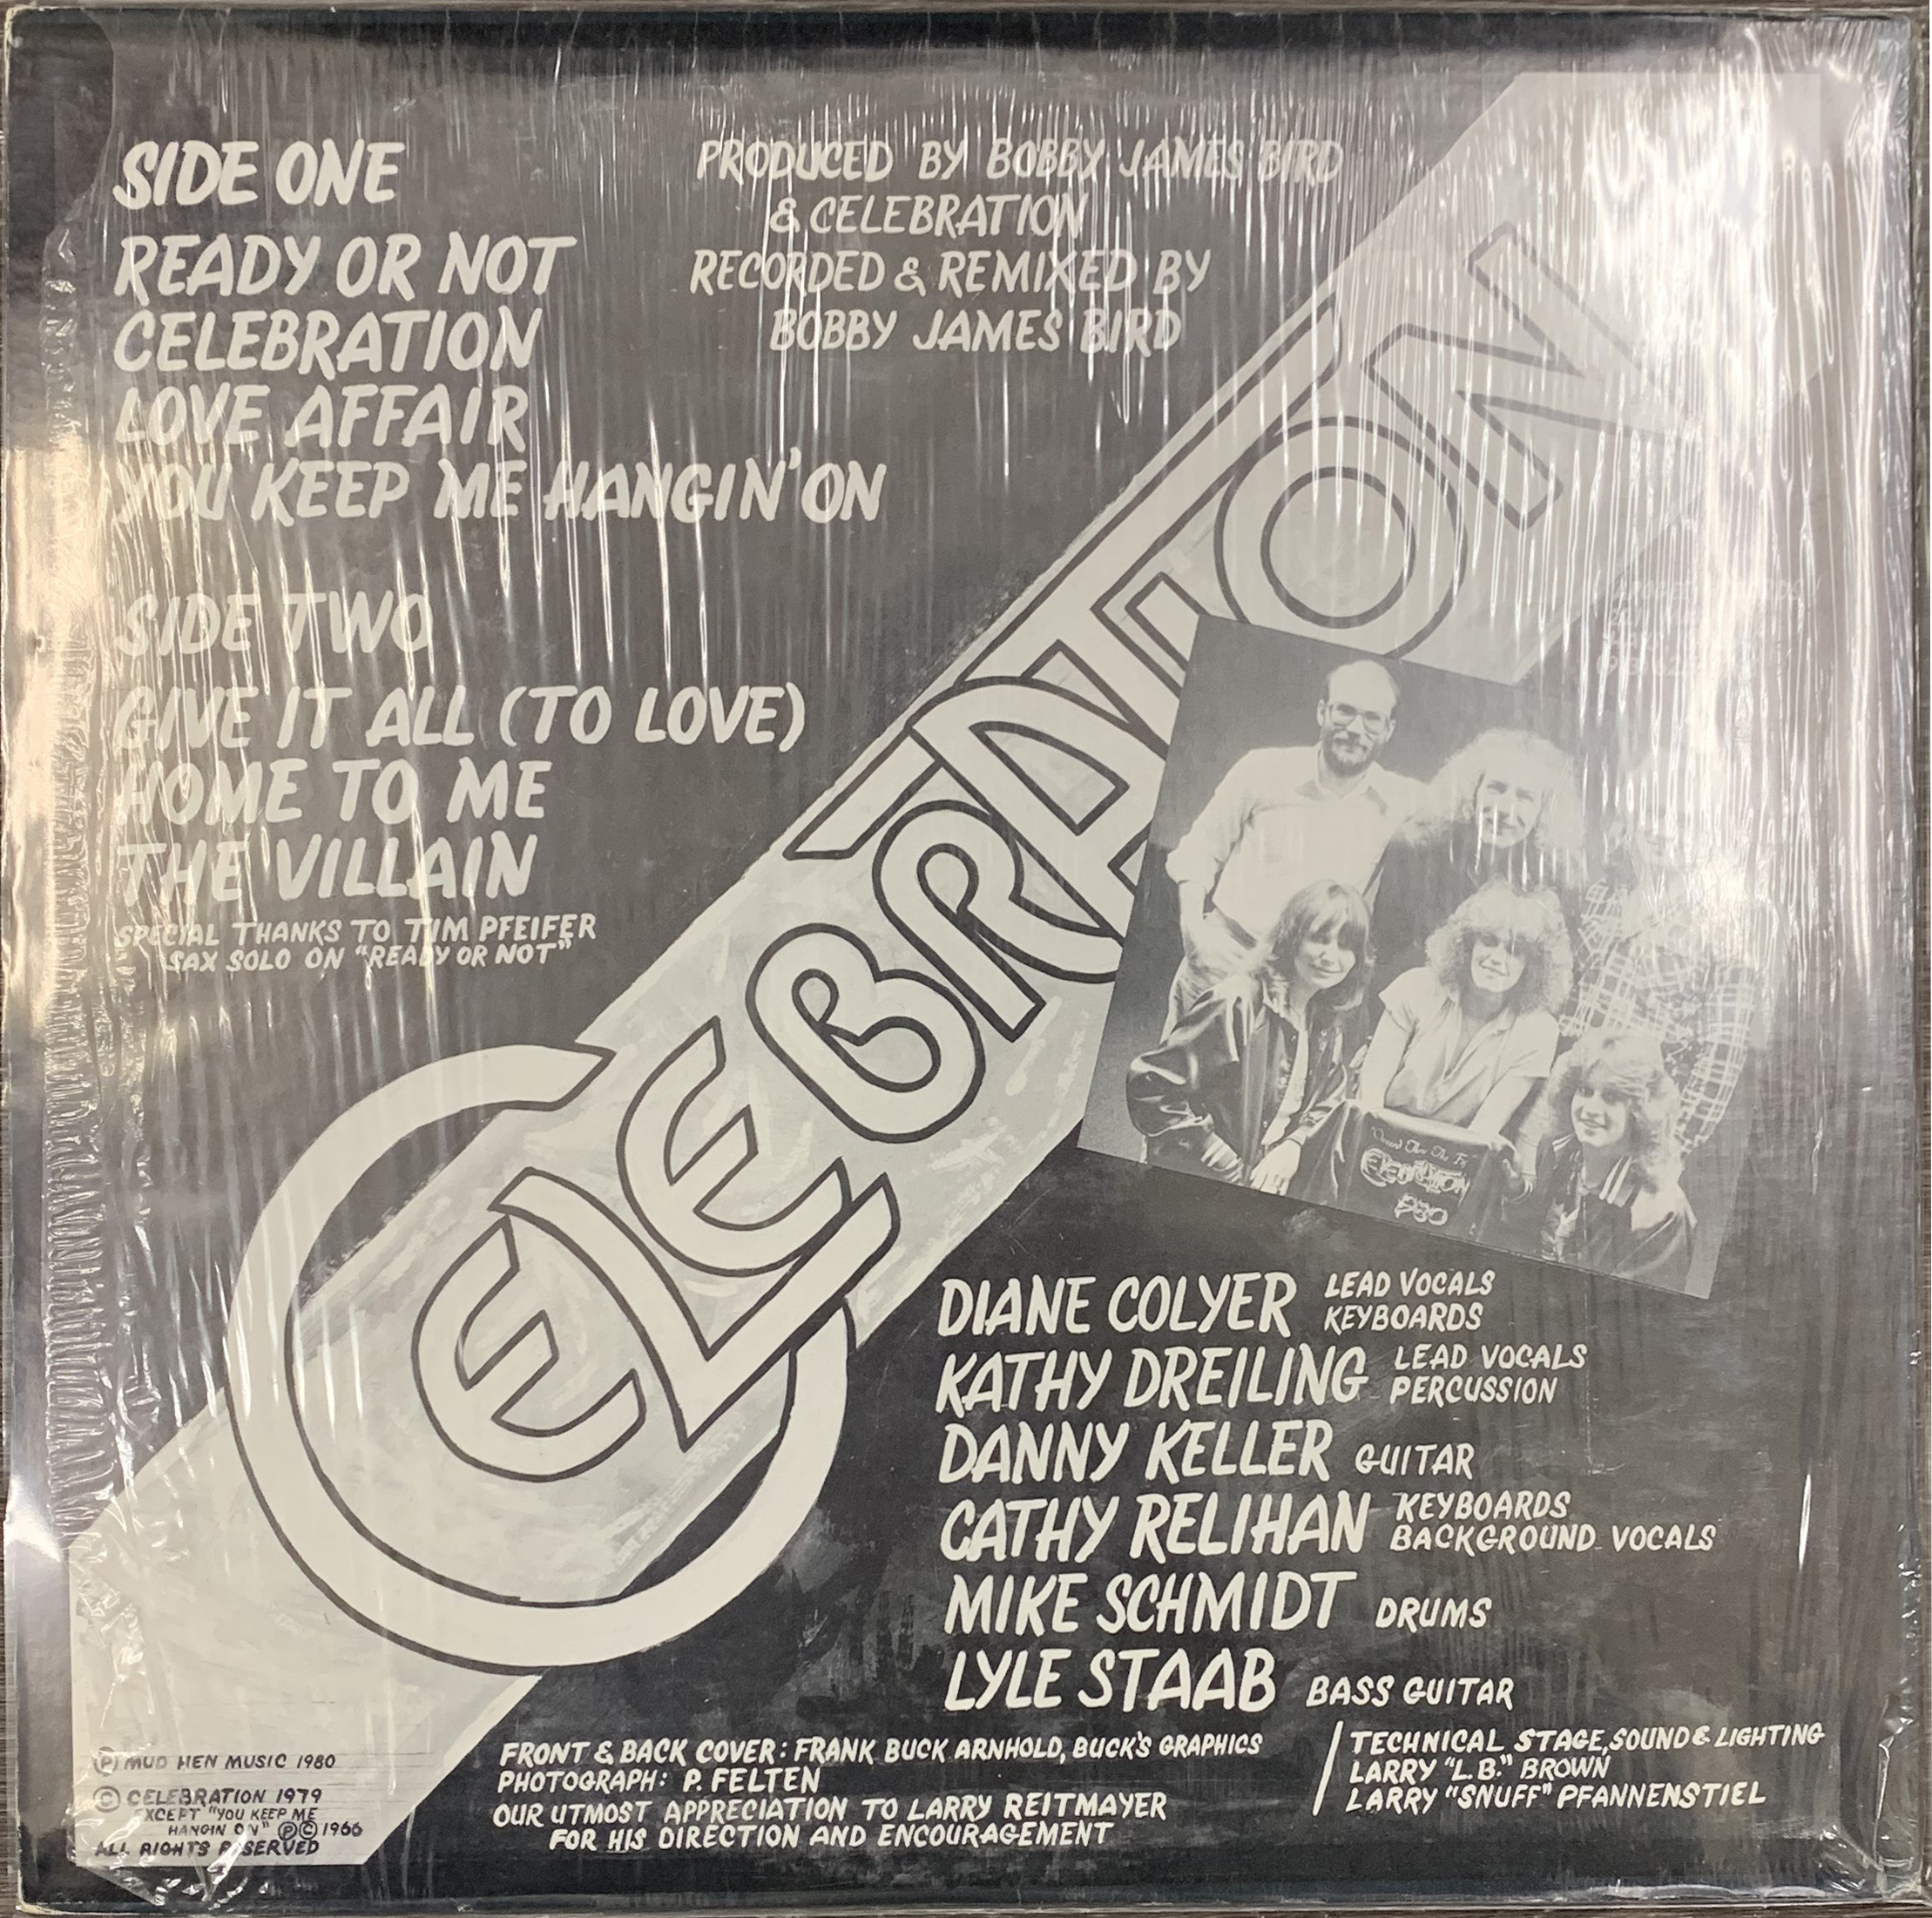 SIDE ONE
READY OR NOT
CELEBRATION
LOVE AFFAIR
YOU KEEP ME HANGIN' ON
SIDE TWO
GIVE IT ALL (TO LOVE)
HOME TO ME
THE VILLAIN
SPECIAL THANKS TO TIM PFEIFER
SAX SOLO ON "READY OR NOT"
PRODUCED BY BOBBY JAMES BIRD
& CELEBRATION
RECORDED & REMIXED BY
BOBBY JAMES BIRD
CELEBRATION
CELEBRATION
DIANE COLYER LEAD VOCALS
KEYBOARDS
KATHY DREILING LEAD VOCALS
PERCUSSION
DANNY KELLER GUITAR
CATHY RELIHAN KEYBOARDS
BACKGROUND VOCALS
MIKE SCHMIDT DRUMS
LYLE STAAB BASS GUITAR
Ⓟ MUD HEN MUSIC 1980
© CELEBRATION 1979
EXCEPT "YOU KEEP ME
HANGIN ON" Ⓟ © 1966
ALL RIGHTS RESERVED
FRONT & BACK COVER: FRANK BUCK ARNHOLD, BUCK'S GRAPHICS
PHOTOGRAPH: P. FELTEN
OUR UTMOST APPRECIATION TO LARRY REITMAYER
FOR HIS DIRECTION AND ENCOURAGEMENT
TECHNICAL STAGE, SOUND & LIGHTING
LARRY "L.B." BROWN
LARRY "SNUFF" PFANNENSTIEL